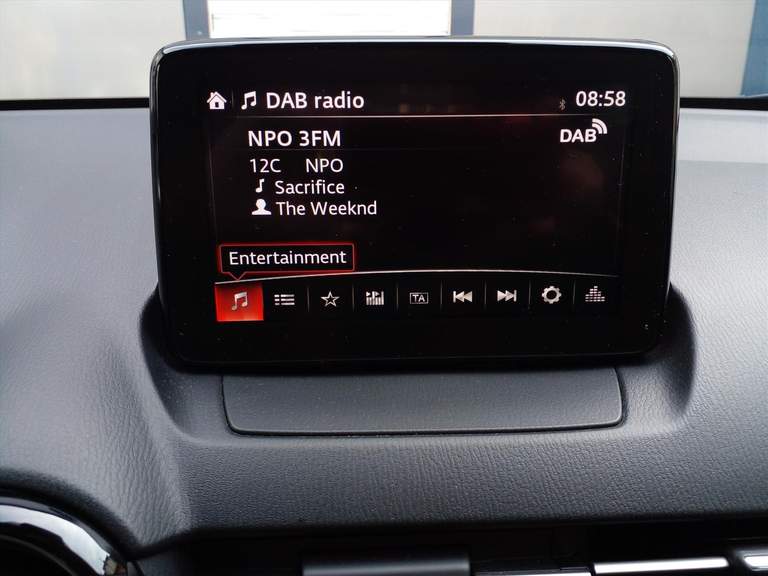 DAB radio 08:58
NPO 3FM DAB
12C NPO
Sacrifice
The Weeknd
Entertainment
TA